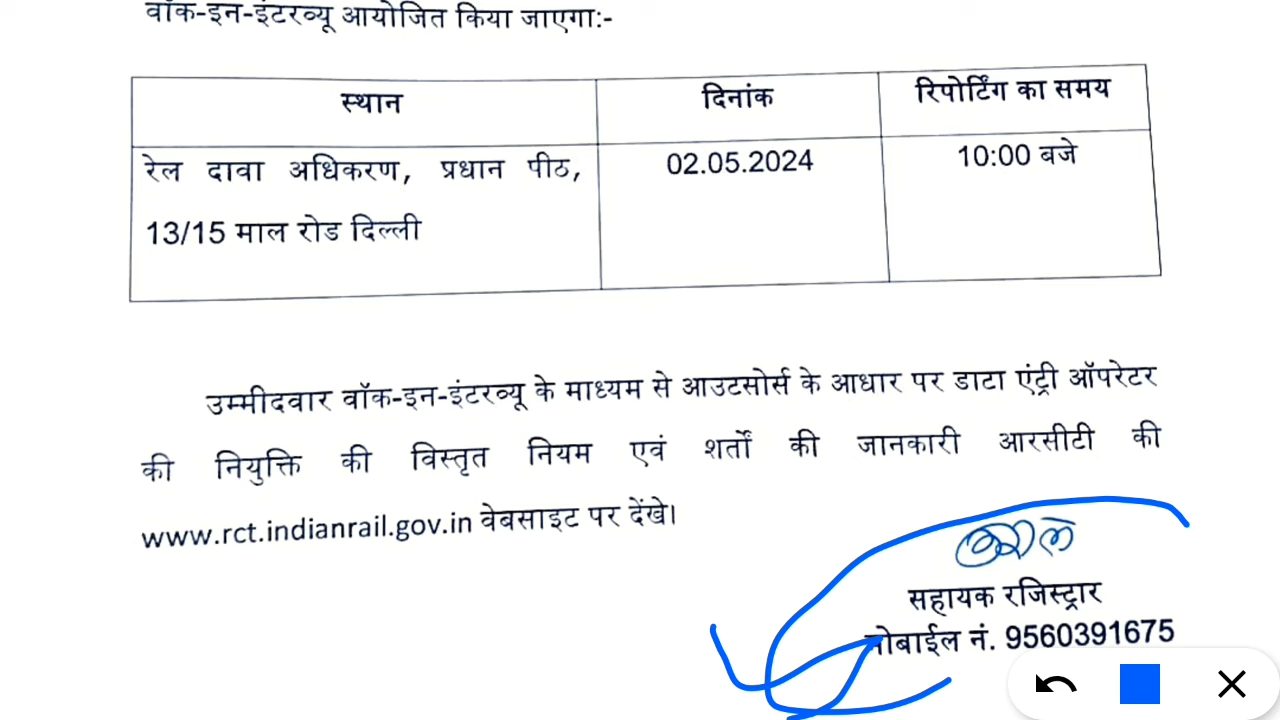 वॉक-इन-इंटरव्यू आयोजित किया जाएगा:-
स्थान दिनांक रिपोर्टिंग का समय
रेल दावा अधिकरण, प्रधान पीठ, 02.05.2024 10:00 बजे
13/15 माल रोड दिल्ली
उम्मीदवार वॉक-इन-इंटरव्यू के माध्यम से आउटसोर्स के आधार पर डाटा एंट्री ऑपरेटर
की नियुक्ति की विस्तृत नियम एवं शर्तों की जानकारी आरसीटी की
www.rct.indianrail.gov.in वेबसाइट पर देंखे।
सहायक रजिस्ट्रार
मोबाईल नं. 9560391675